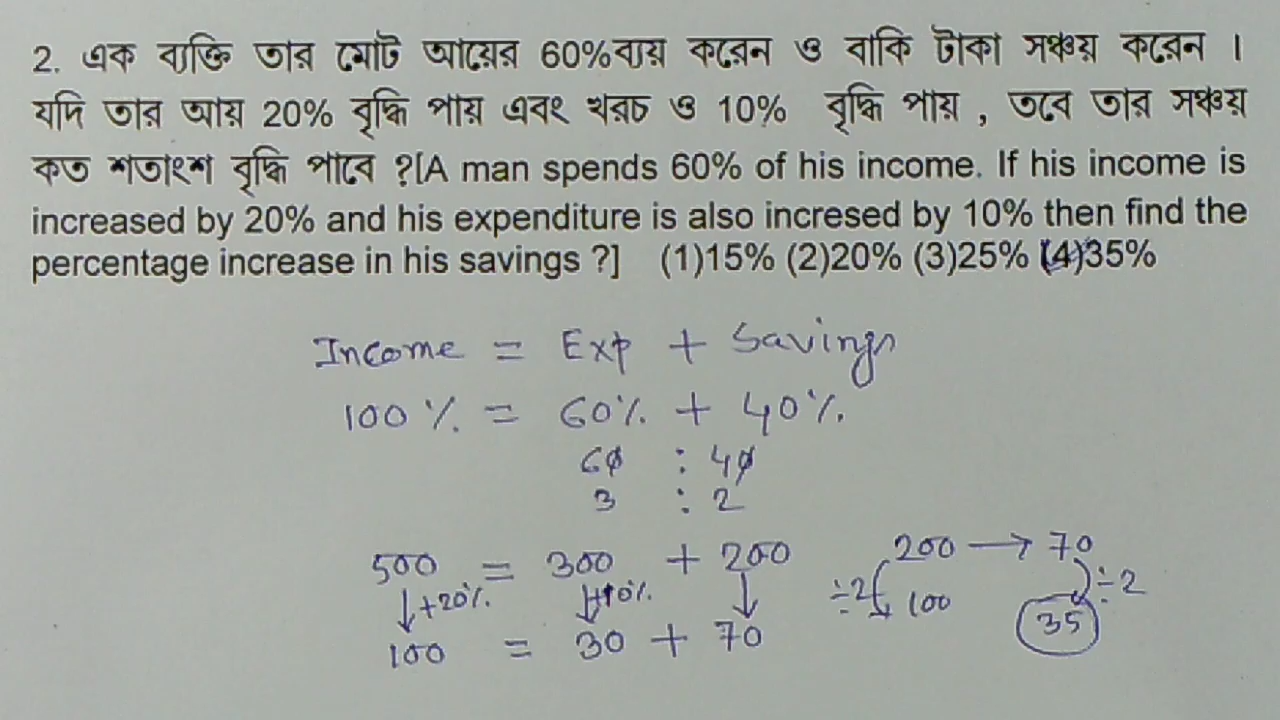 2. এক ব্যক্তি তার মোট আয়ের 60%ব্যয় করেন ও বাকি টাকা সঞ্চয় করেন ।
যদি তার আয় 20% বৃদ্ধি পায় এবং খরচ ও 10% বৃদ্ধি পায় , তবে তার সঞ্চয়
কত শতাংশ বৃদ্ধি পাবে ?[A man spends 60% of his income. If his income is
increased by 20% and his expenditure is also incresed by 10% then find the
percentage increase in his savings ?] (1)15% (2)20% (3)25% (4)35%
Income = Exp + Savings
100% = 60% + 40%
60 : 40
3 : 2
500 = 300 + 200
200 → 70
↓+20% ↓+10% ↓
÷2 100 35 ÷2
100 = 30 + 70